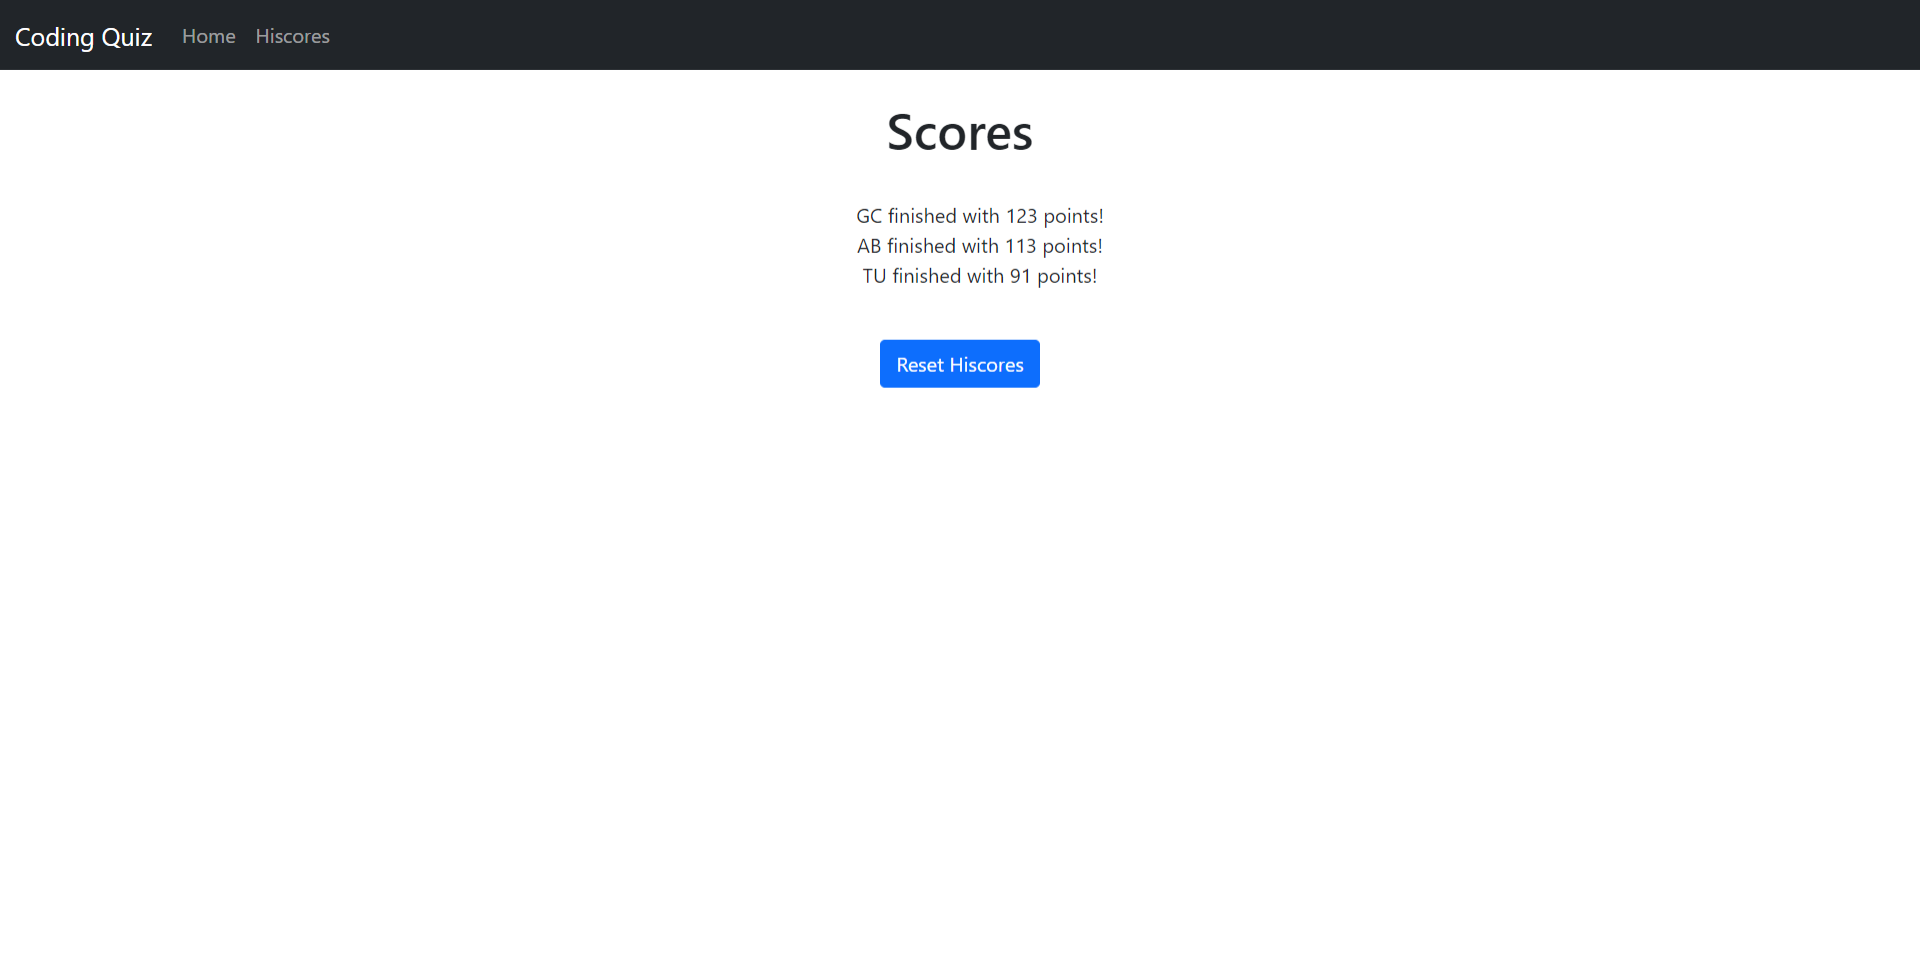 Coding Quiz Home Hiscores
Scores
GC finished with 123 points!
AB finished with 113 points!
TU finished with 91 points!
Reset Hiscores